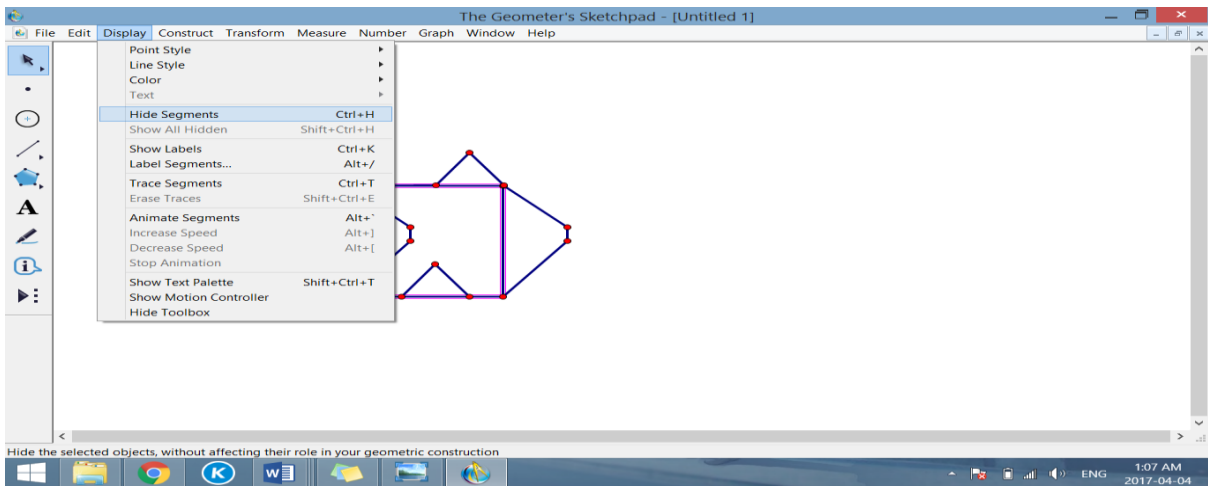 The Geometer's Sketchpad - [Untitled 1]
File Edit Display Construct Transform Measure Number Graph Window Help
Point Style
Line Style
Color
Text
Hide Segments Ctrl+H
Show All Hidden Shift+Ctrl+H
Show Labels Ctrl+K
Label Segments... Alt+/
Trace Segments Ctrl+T
Erase Traces Shift+Ctrl+E
Animate Segments Alt+`
Increase Speed Alt+]
Decrease Speed Alt+[
Stop Animation
Show Text Palette Shift+Ctrl+T
Show Motion Controller
Hide Toolbox
A
Hide the selected objects, without affecting their role in your geometric construction
K
W
ENG
1:07 AM
2017-04-04